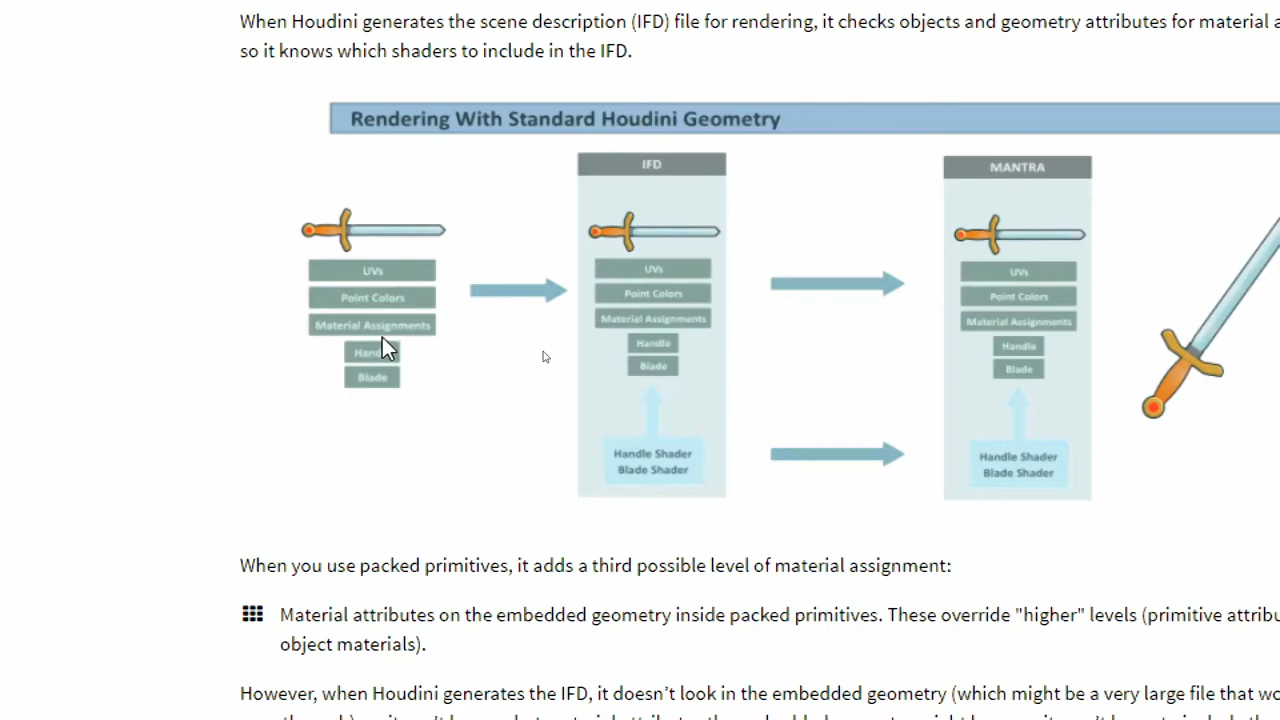 When Houdini generates the scene description (IFD) file for rendering, it checks objects and geometry attributes for material
so it knows which shaders to include in the IFD.
Rendering With Standard Houdini Geometry
UVs
Point Colors
Material Assignments
Blade
IFD
UVs
Point Colors
Material Assignments
Handle
Blade
Handle Shader
Blade Shader
MANTRA
UVs
Point Colors
Material Assignments
Handle
Blade
Handle Shader
Blade Shader
When you use packed primitives, it adds a third possible level of material assignment:
Material attributes on the embedded geometry inside packed primitives. These override "higher" levels (primitive
object materials).
However, when Houdini generates the IFD, it doesn't look in the embedded geometry (which might be a very large file that